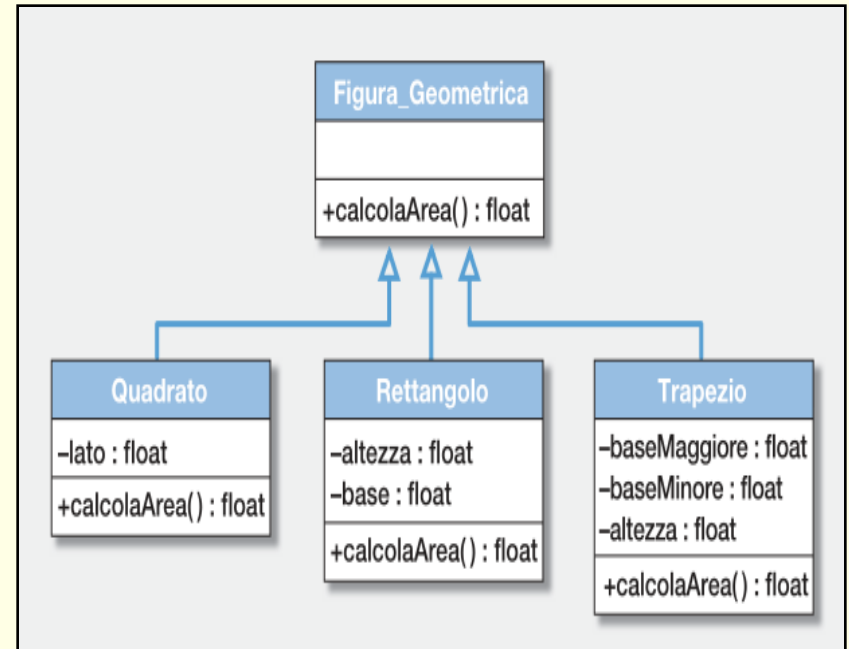 Figura_Geometrica
+calcolaArea() : float
Quadrato
–lato : float
+calcolaArea() : float
Rettangolo
–altezza : float
–base : float
+calcolaArea() : float
Trapezio
–baseMaggiore : float
–baseMinore : float
–altezza : float
+calcolaArea() : float